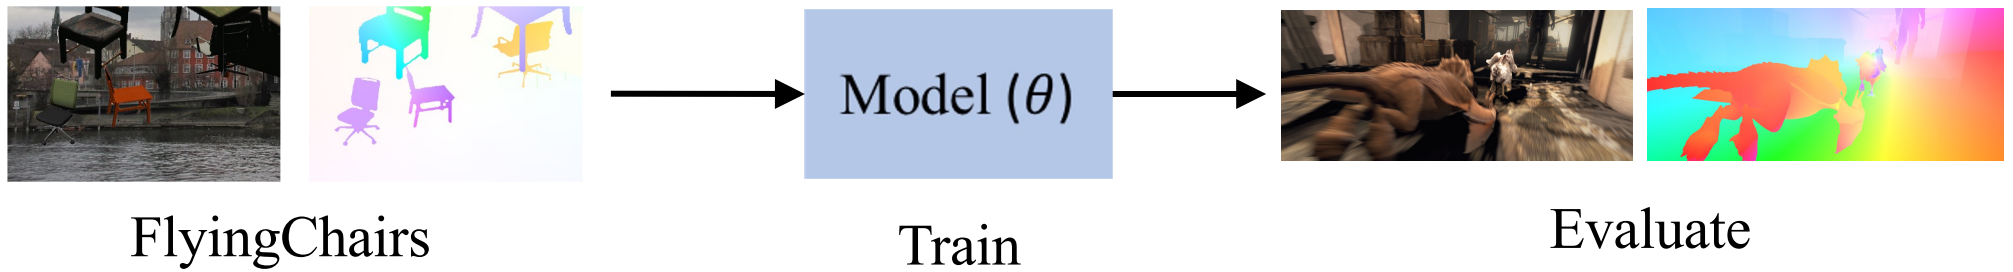 Model (θ)
FlyingChairs
Train
Evaluate